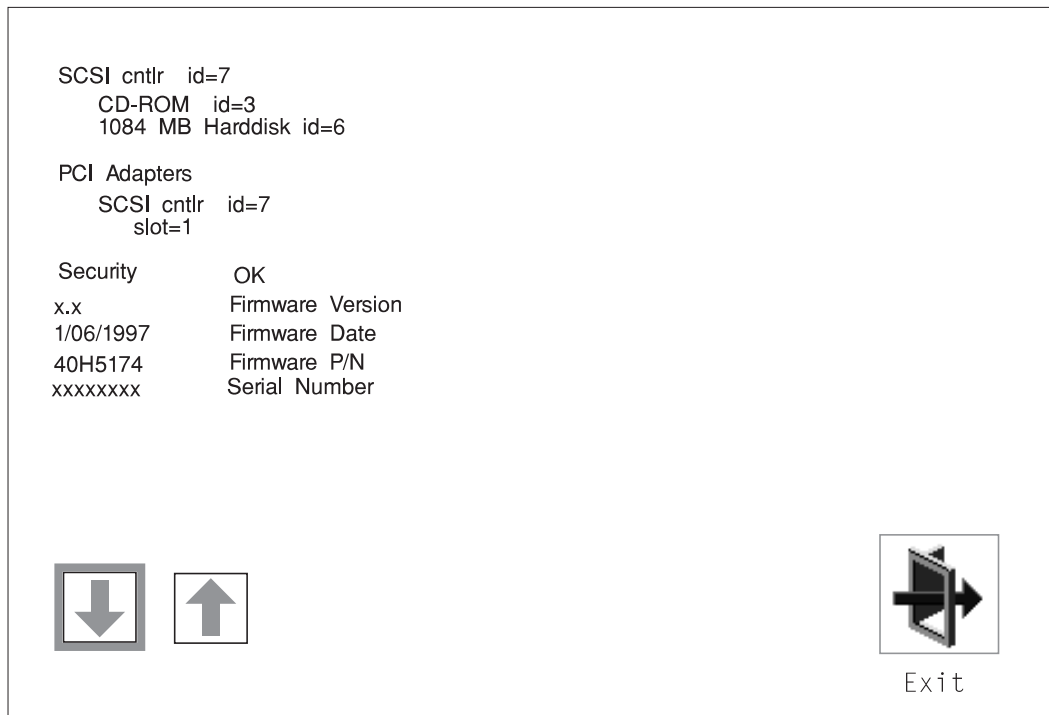 SCSI cntlr id=7
CD-ROM id=3
1084 MB Harddisk id=6
PCI Adapters
SCSI cntlr id=7
slot=1
Security OK
x.x Firmware Version
1/06/1997 Firmware Date
40H5174 Firmware P/N
xxxxxxxx Serial Number
Exit